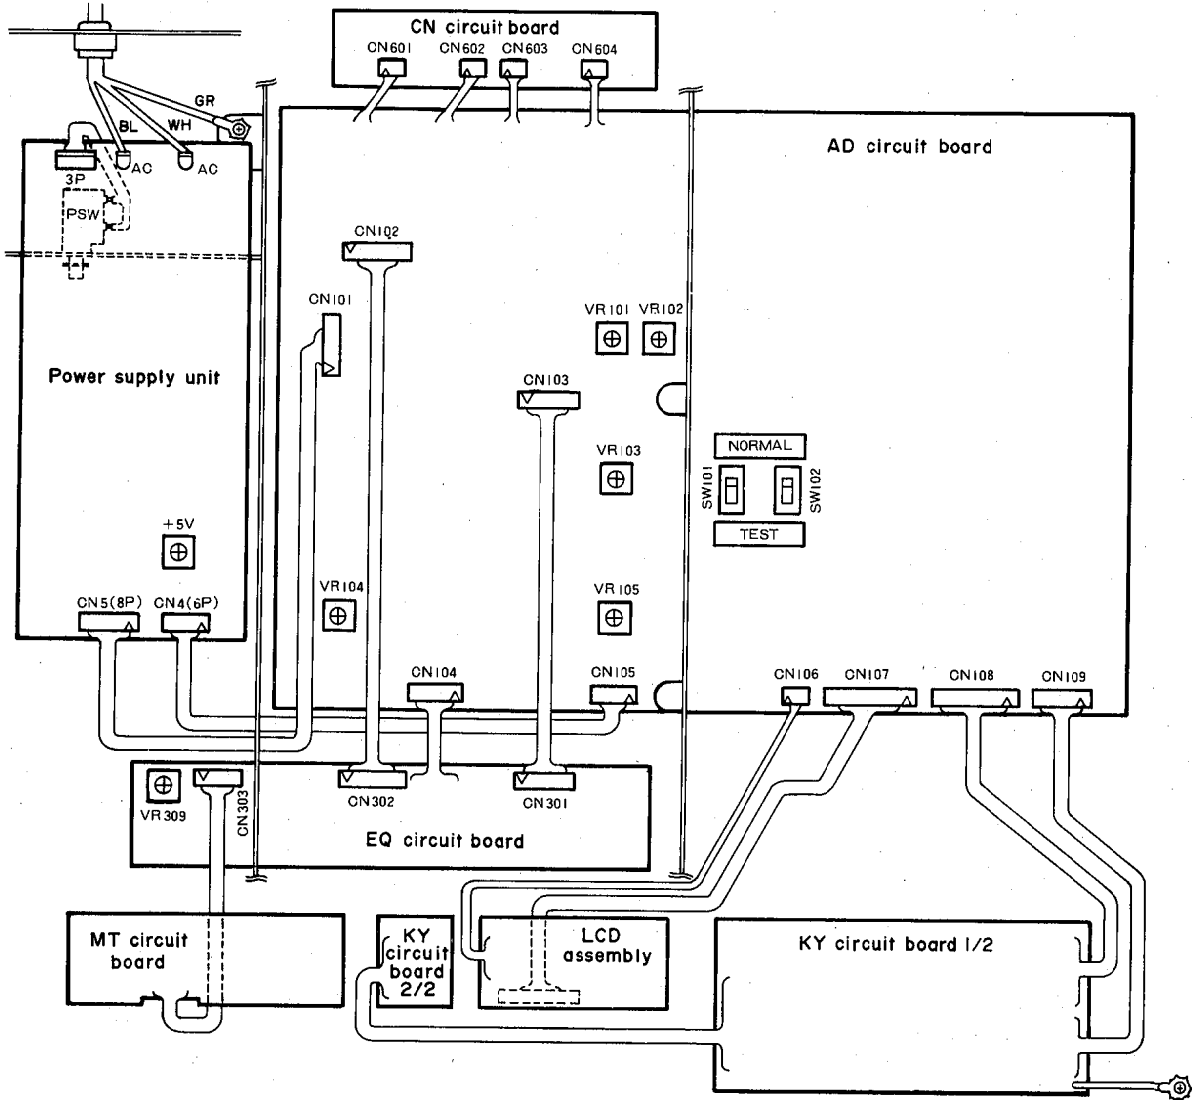 CN circuit board
CN601 CN602 CN603 CN604
GR
BL WH
AC AC
3P
PSW
AD circuit board
CN102
CN101
VR101 VR102
Power supply unit
CN103
NORMAL
VR103
SW101 SW102
TEST
+5V
CN5(8P) CN4(6P)
VR104
VR105
CN104 CN105 CN106 CN107 CN108 CN109
VR309
CN303
CN302
CN301
EQ circuit board
MT circuit
board
KY
circuit
board
2/2
LCD
assembly
KY circuit board 1/2